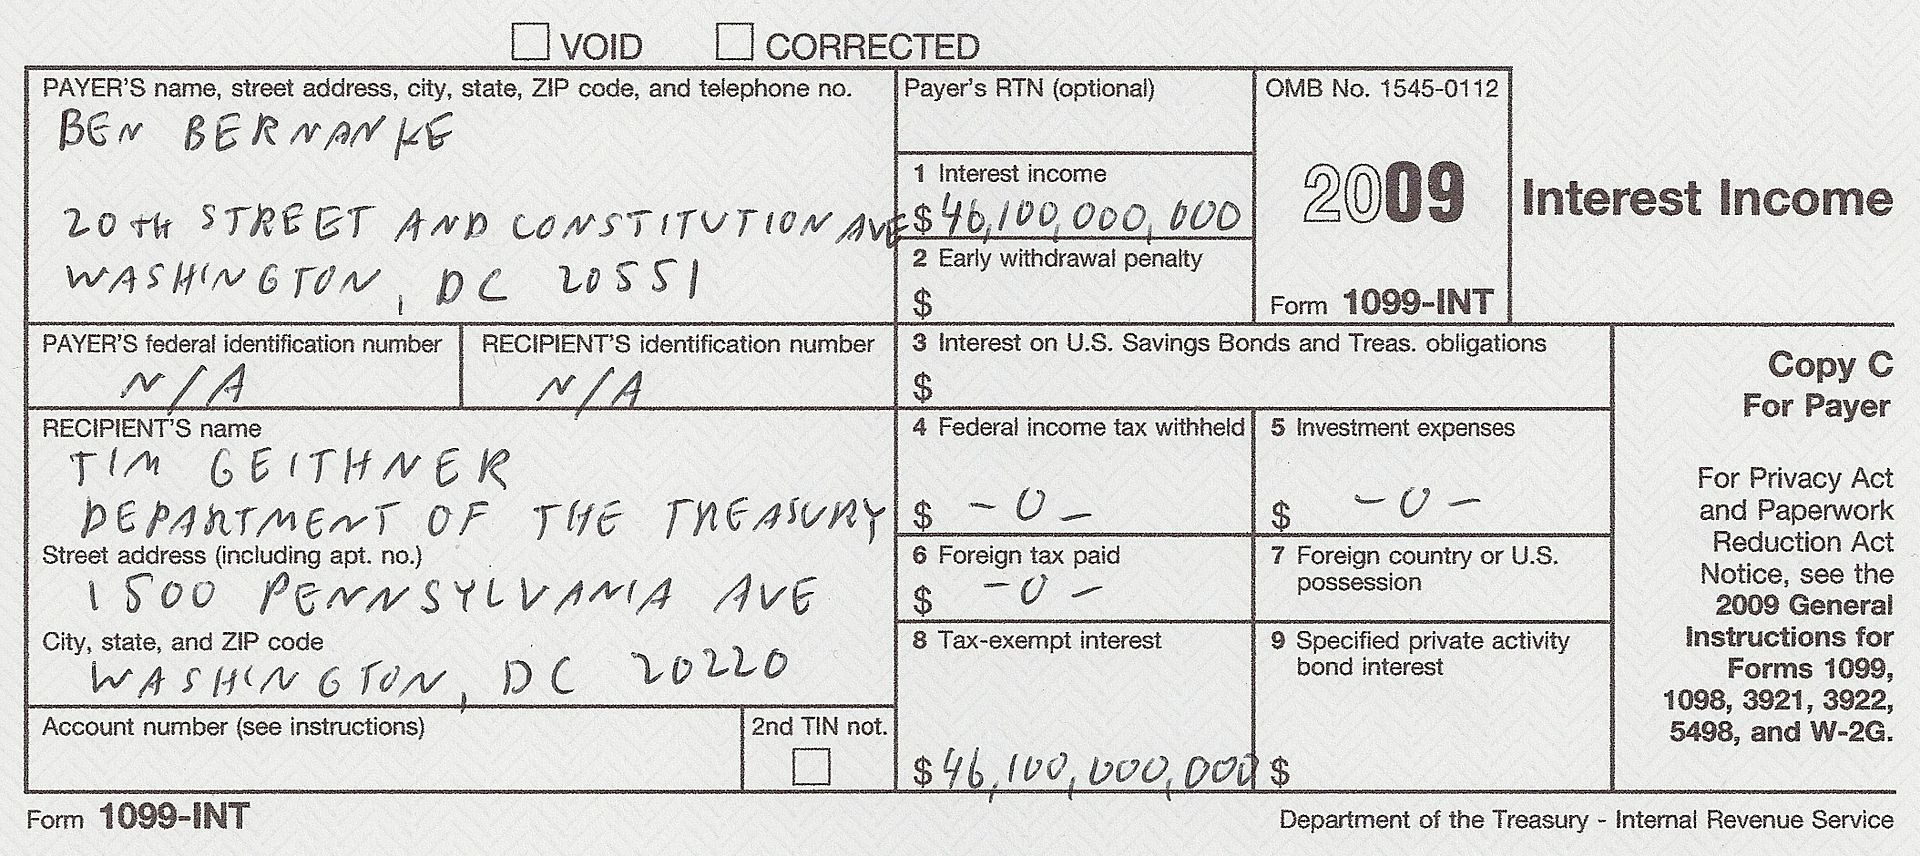 VOID CORRECTED
PAYER'S name, street address, city, state, ZIP code, and telephone no.
BEN BERNANKE
20TH STREET AND CONSTITUTION AVE
WASHINGTON, DC 20551
Payer's RTN (optional)
1 Interest income
$ 46,100,000,000
2 Early withdrawal penalty
$
OMB No. 1545-0112
2009
Form 1099-INT
Interest Income
PAYER'S federal identification number
N/A
RECIPIENT'S identification number
N/A
3 Interest on U.S. Savings Bonds and Treas. obligations
$
RECIPIENT'S name
TIM GEITHNER
DEPARTMENT OF THE TREASURY
Street address (including apt. no.)
1500 PENNSYLVANIA AVE
City, state, and ZIP code
WASHINGTON, DC 20220
4 Federal income tax withheld
$ -0-
5 Investment expenses
$ -0-
6 Foreign tax paid
$ -0-
7 Foreign country or U.S.
possession
8 Tax-exempt interest
$ 46,100,000,000
9 Specified private activity
bond interest
$
Account number (see instructions)
2nd TIN not.
Copy C
For Payer
For Privacy Act
and Paperwork
Reduction Act
Notice, see the
2009 General
Instructions for
Forms 1099,
1098, 3921, 3922,
5498, and W-2G.
Form 1099-INT
Department of the Treasury - Internal Revenue Service